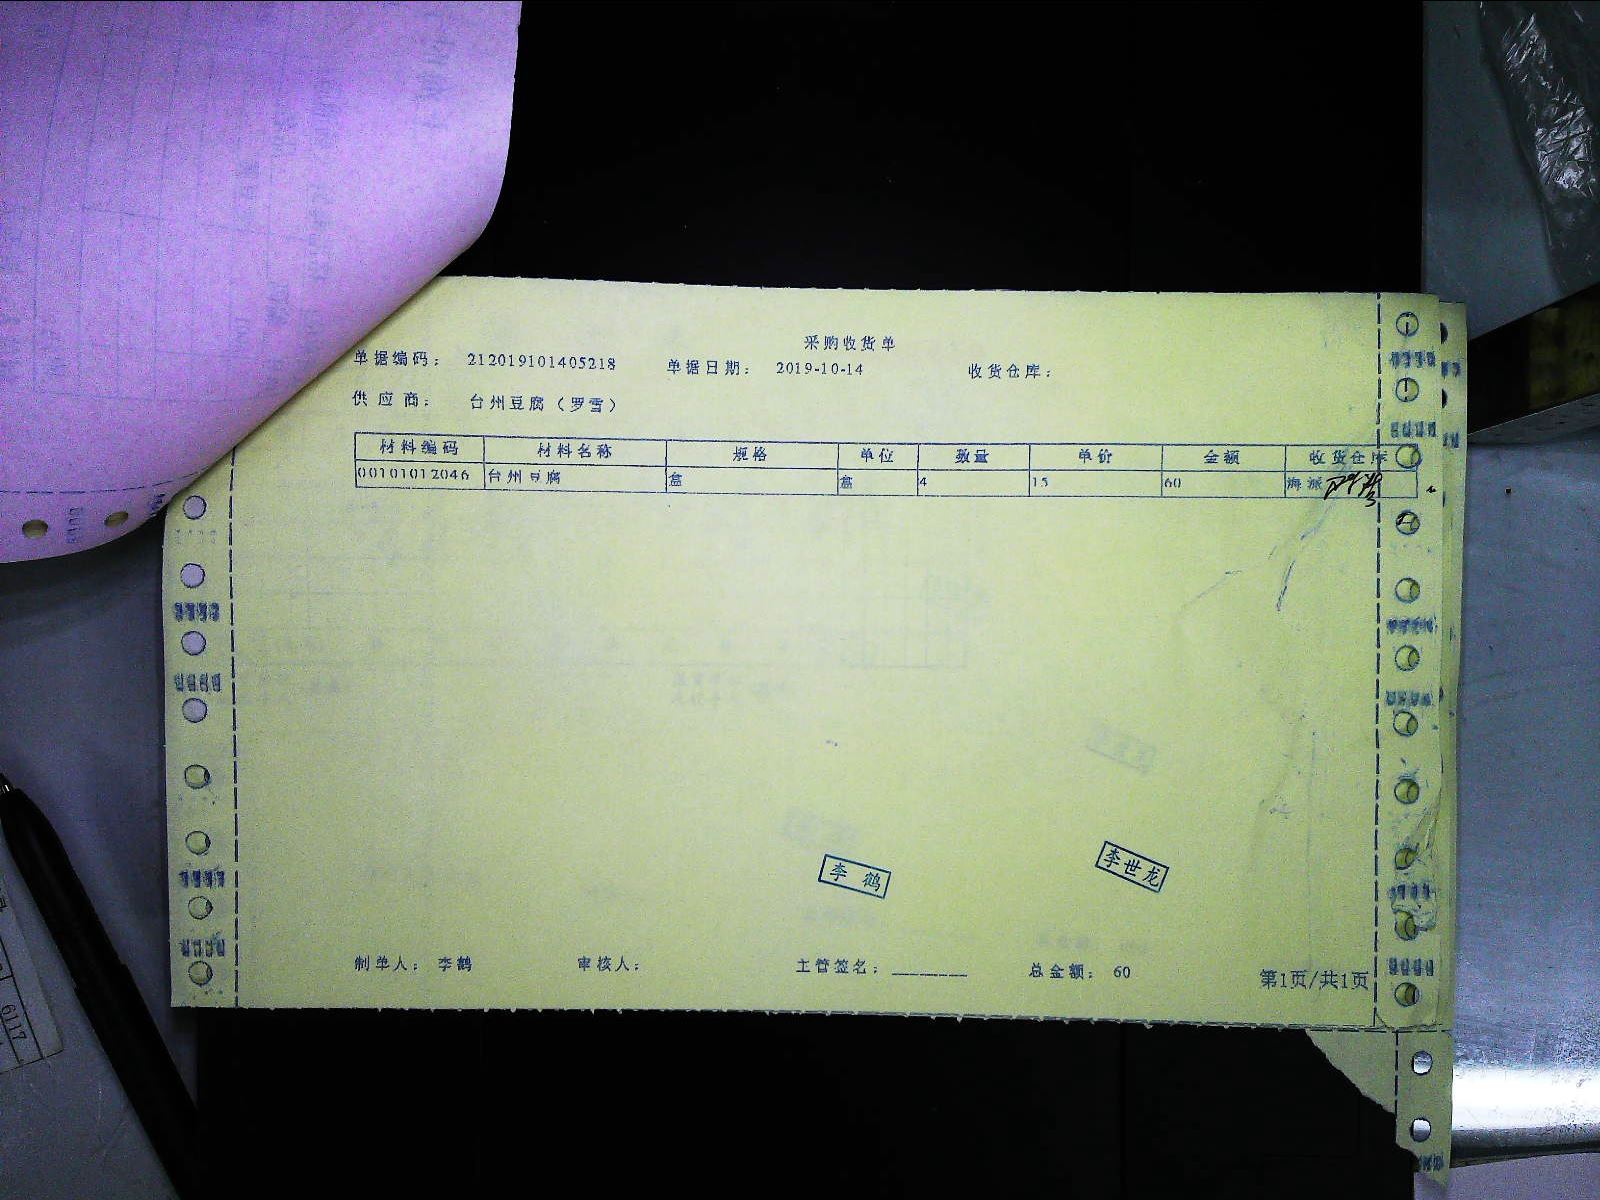 采购收货单
单据编码： 212019101405218 单据日期： 2019-10-14 收货仓库：
供应商： 台州豆腐（罗雪）
材料编码 材料名称 规格 单位 数量 单价 金额 收货仓库
00101012046 台州豆腐 盒 盒 4 15 60 海派
李鹤
李世龙
制单人： 李鹤 审核人： 主管签名：________ 总金额： 60 第1页/共1页
6117